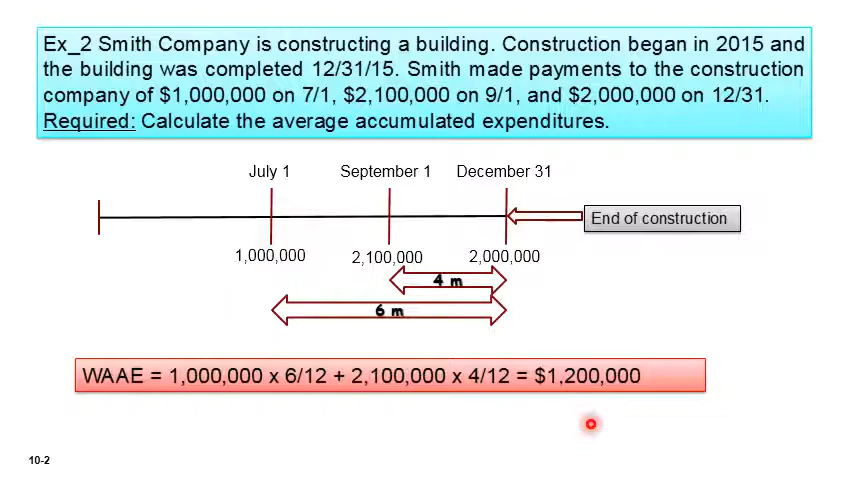 Ex_2 Smith Company is constructing a building. Construction began in 2015 and
the building was completed 12/31/15. Smith made payments to the construction
company of $1,000,000 on 7/1, $2,100,000 on 9/1, and $2,000,000 on 12/31.
Required: Calculate the average accumulated expenditures.
July 1 September 1 December 31
End of construction
1,000,000 2,100,000 2,000,000
4 m
6 m
WAAE = 1,000,000 x 6/12 + 2,100,000 x 4/12 = $1,200,000
10-2